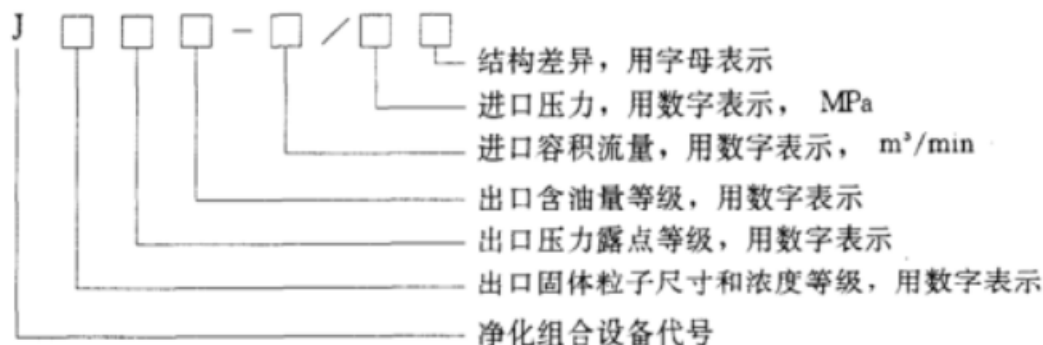 J □ □ □ - □ / □ □
结构差异，用字母表示
进口压力，用数字表示， MPa
进口容积流量，用数字表示， m³/min
出口含油量等级，用数字表示
出口压力露点等级，用数字表示
出口固体粒子尺寸和浓度等级，用数字表示
净化组合设备代号